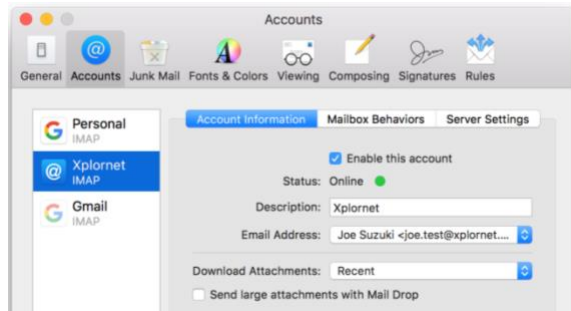 Accounts
General Accounts Junk Mail Fonts & Colors Viewing Composing Signatures Rules
Personal
IMAP
Xplornet
IMAP
Gmail
IMAP
Account Information Mailbox Behaviors Server Settings
Enable this account
Status: Online
Description: Xplornet
Email Address: Joe Suzuki <joe.test@xplornet....
Download Attachments: Recent
Send large attachments with Mail Drop